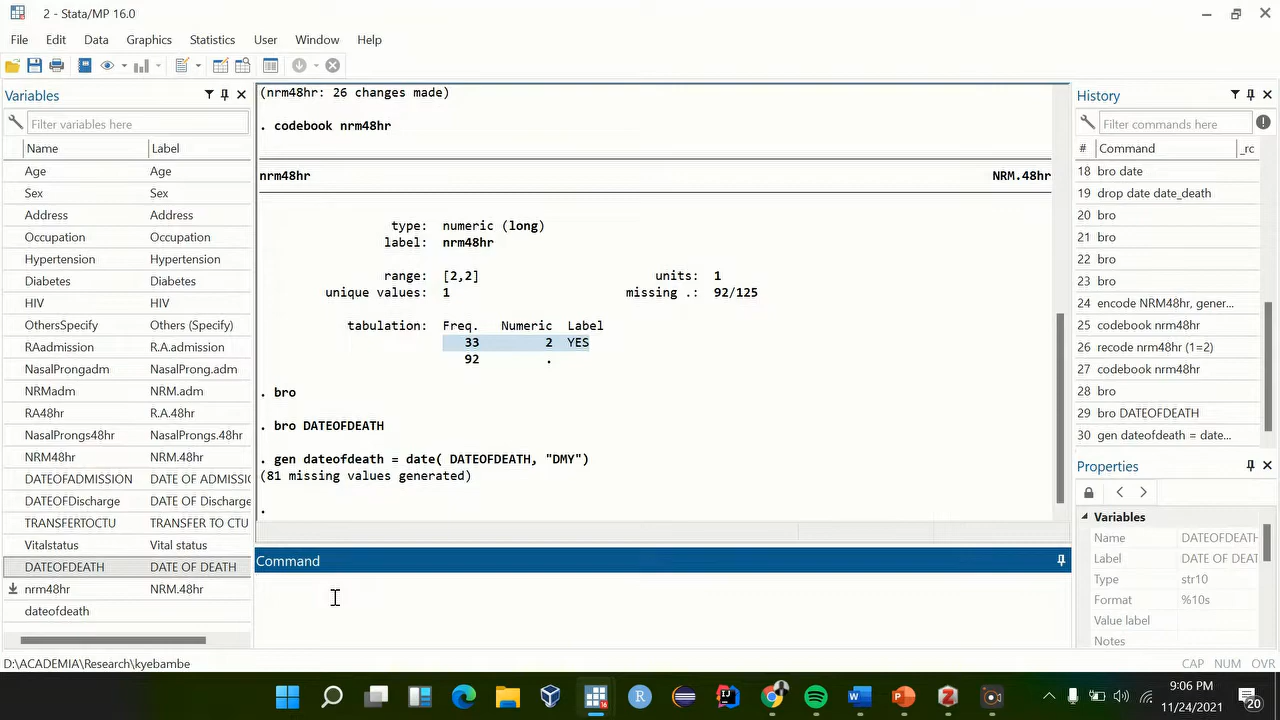 2 - Stata/MP 16.0
File Edit Data Graphics Statistics User Window Help
Variables
Filter variables here
Name Label
Age Age
Sex Sex
Address Address
Occupation Occupation
Hypertension Hypertension
Diabetes Diabetes
HIV HIV
OthersSpecify Others (Specify)
RAadmission R.A.admission
NasalProngadm NasalProng.adm
NRMadm NRM.adm
RA48hr R.A.48hr
NasalProngs48hr NasalProngs.48hr
NRM48hr NRM.48hr
DATEOFADMISSION DATE OF ADMISSIO
DATEOFDischarge DATE OF Discharge
TRANSFERTOCTU TRANSFER TO CTU
Vitalstatus Vital status
DATEOFDEATH DATE OF DEATH
nrm48hr NRM.48hr
dateofdeath
(nrm48hr: 26 changes made)
. codebook nrm48hr
nrm48hr NRM.48hr
type: numeric (long)
label: nrm48hr
range: [2,2] units: 1
unique values: 1 missing .: 92/125
tabulation: Freq. Numeric Label
33 2 YES
92 .
. bro
. bro DATEOFDEATH
. gen dateofdeath = date( DATEOFDEATH, "DMY")
(81 missing values generated)
.
Command
History
Filter commands here
# Command _rc
18 bro date
19 drop date date_death
20 bro
21 bro
22 bro
23 bro
24 encode NRM48hr, gener...
25 codebook nrm48hr
26 recode nrm48hr (1=2)
27 codebook nrm48hr
28 bro
29 bro DATEOFDEATH
30 gen dateofdeath = date...
Properties
Variables
Name DATEOFDEATH
Label DATE OF DEAT
Type str10
Format %10s
Value label
Notes
D:\ACADEMIA\Research\kyebambe
CAP NUM OVR
9:06 PM
11/24/2021
20